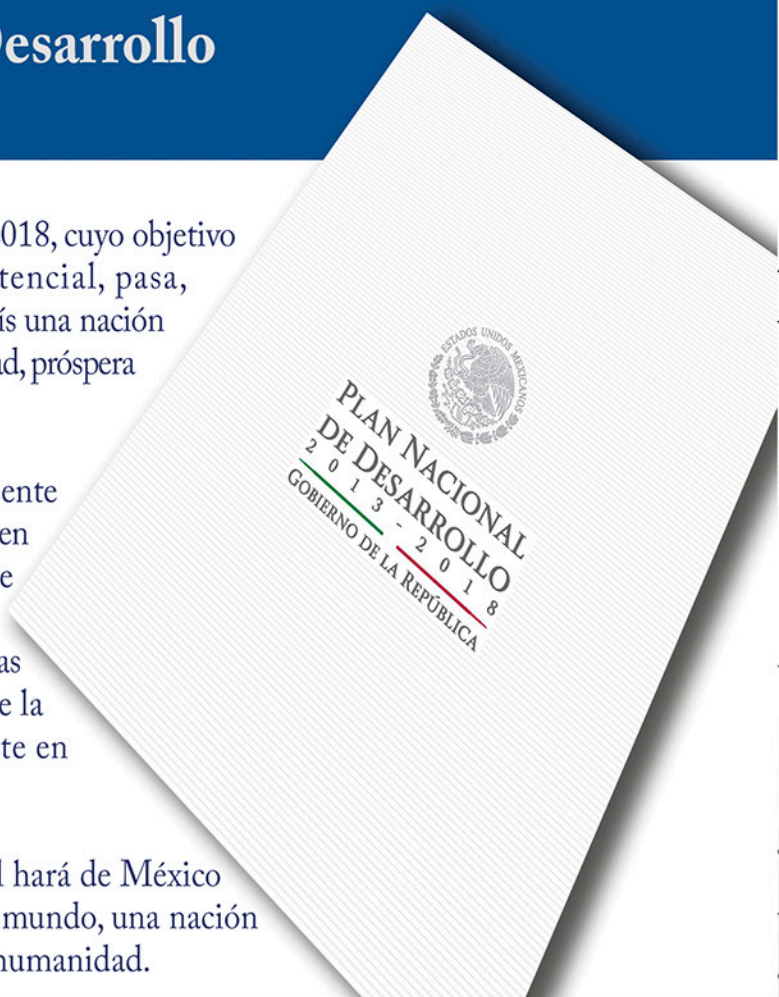 esarrollo
018, cuyo objetivo
tencial, pasa,
ís una nación
ad, próspera
ente
en
e
as
e la
te en
l hará de México
mundo, una nación
humanidad.
ESTADOS UNIDOS MEXICANOS
PLAN NACIONAL
DE DESARROLLO
2013-2018
GOBIERNO DE LA REPÚBLICA